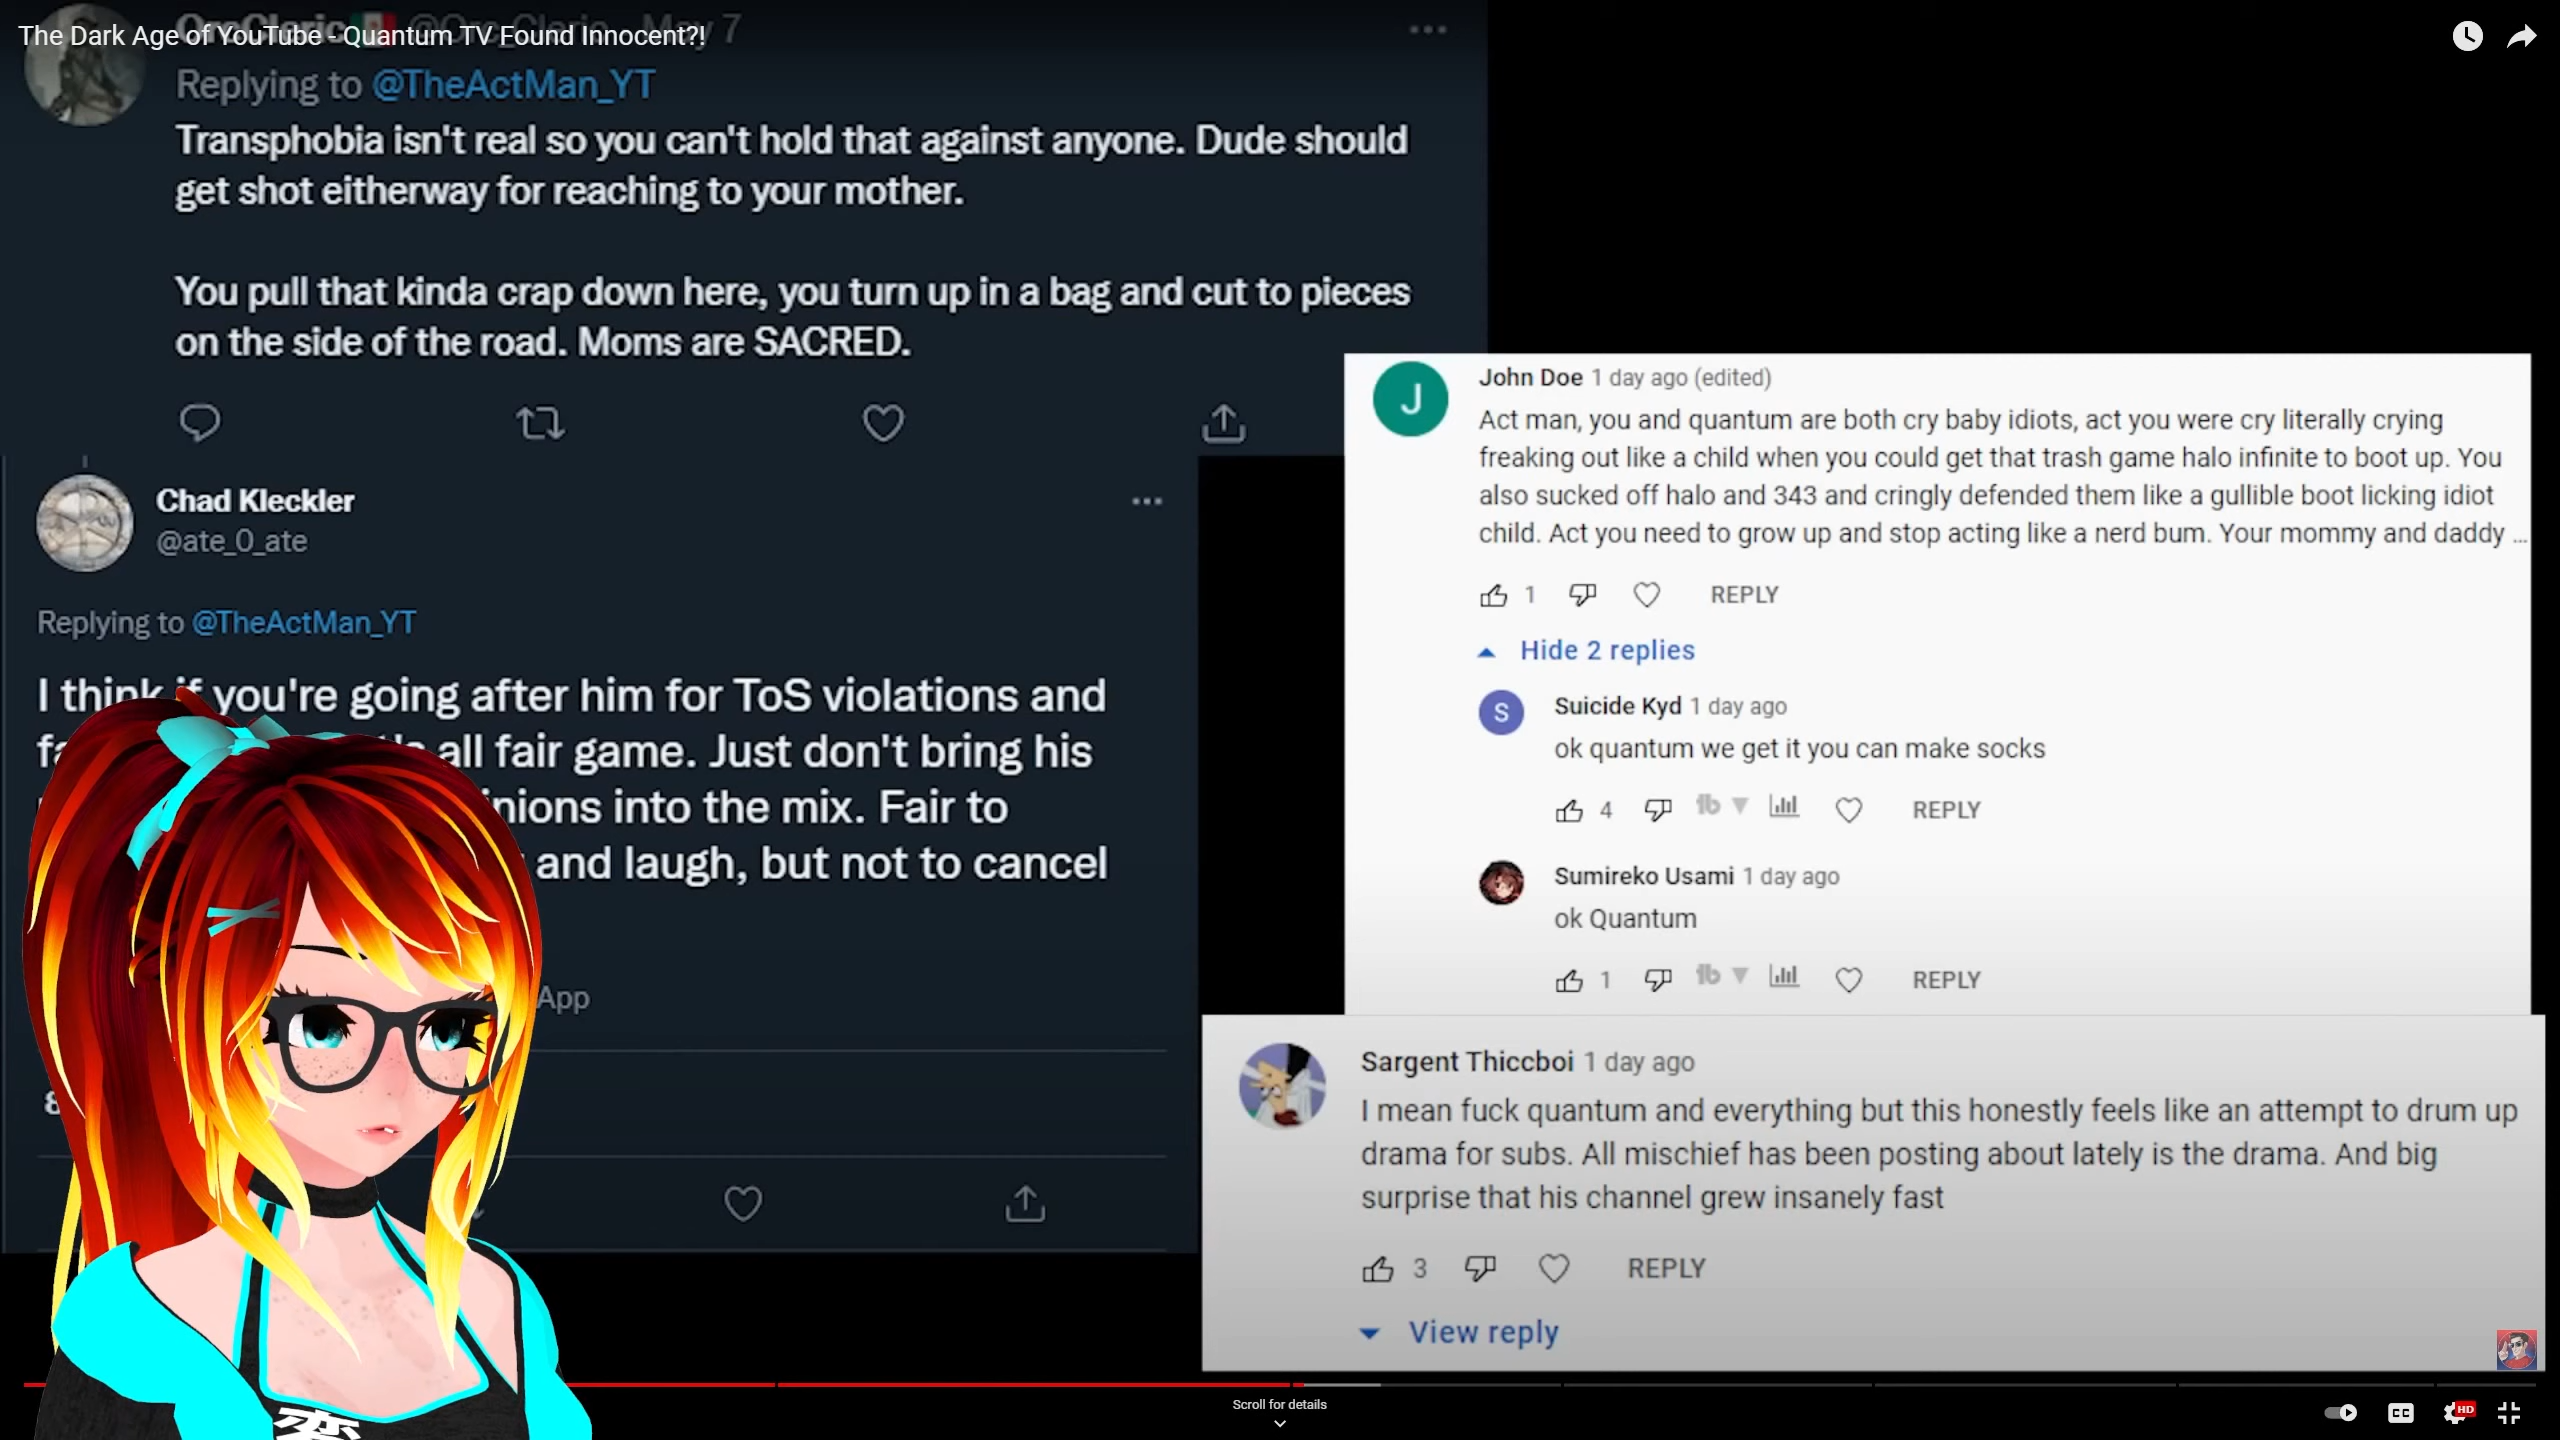 The Dark Age of YouTube - Quantum TV Found Innocent?!
OroClaric @Oro_Claric · May 7
Replying to @TheActMan_YT
Transphobia isn't real so you can't hold that against anyone. Dude should
get shot eitherway for reaching to your mother.
You pull that kinda crap down here, you turn up in a bag and cut to pieces
on the side of the road. Moms are SACRED.
Chad Kleckler
@ate_0_ate
Replying to @TheActMan_YT
I think if you're going after him for ToS violations and
all fair game. Just don't bring his
into the mix. Fair to
and laugh, but not to cancel
App
John Doe 1 day ago (edited)
Act man, you and quantum are both cry baby idiots, act you were cry literally crying
freaking out like a child when you could get that trash game halo infinite to boot up. You
also sucked off halo and 343 and cringly defended them like a gullible boot licking idiot
child. Act you need to grow up and stop acting like a nerd bum. Your mommy and daddy ...
1 REPLY
Hide 2 replies
S
Suicide Kyd 1 day ago
ok quantum we get it you can make socks
4 REPLY
Sumireko Usami 1 day ago
ok Quantum
1 REPLY
Sargent Thiccboi 1 day ago
I mean fuck quantum and everything but this honestly feels like an attempt to drum up
drama for subs. All mischief has been posting about lately is the drama. And big
surprise that his channel grew insanely fast
3 REPLY
View reply
変
Scroll for details
CC
HD